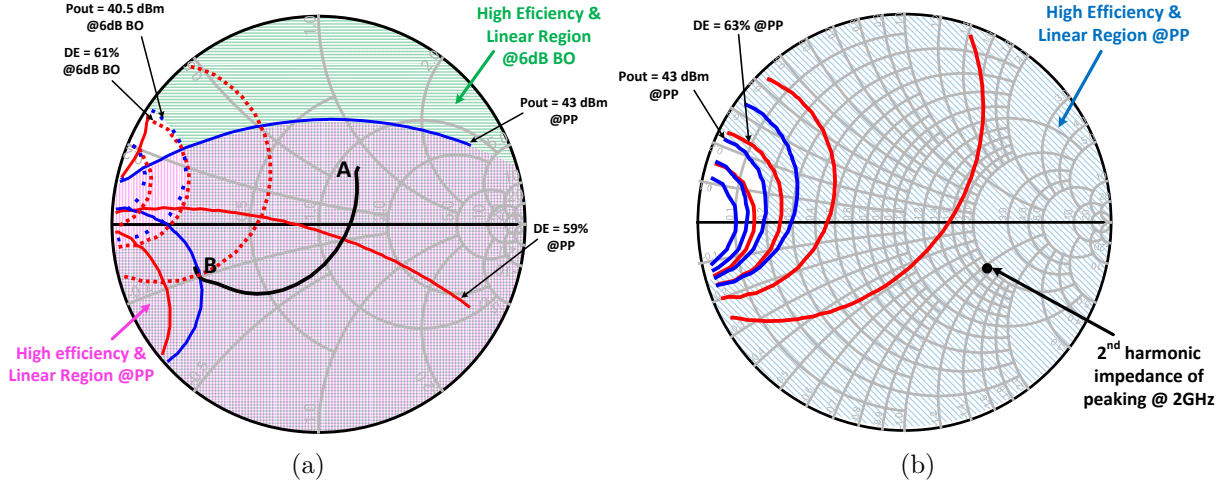 Pout = 40.5 dBm
@6dB BO
DE = 61%
@6dB BO
High Eficiency &
Linear Region
@6dB BO
Pout = 43 dBm
@PP
A
B
DE = 59%
@PP
High efficiency &
Linear Region @PP
(a)
DE = 63% @PP
Pout = 43 dBm
@PP
High Efficiency &
Linear Region @PP
2nd harmonic
impedance of
peaking @ 2GHz
(b)